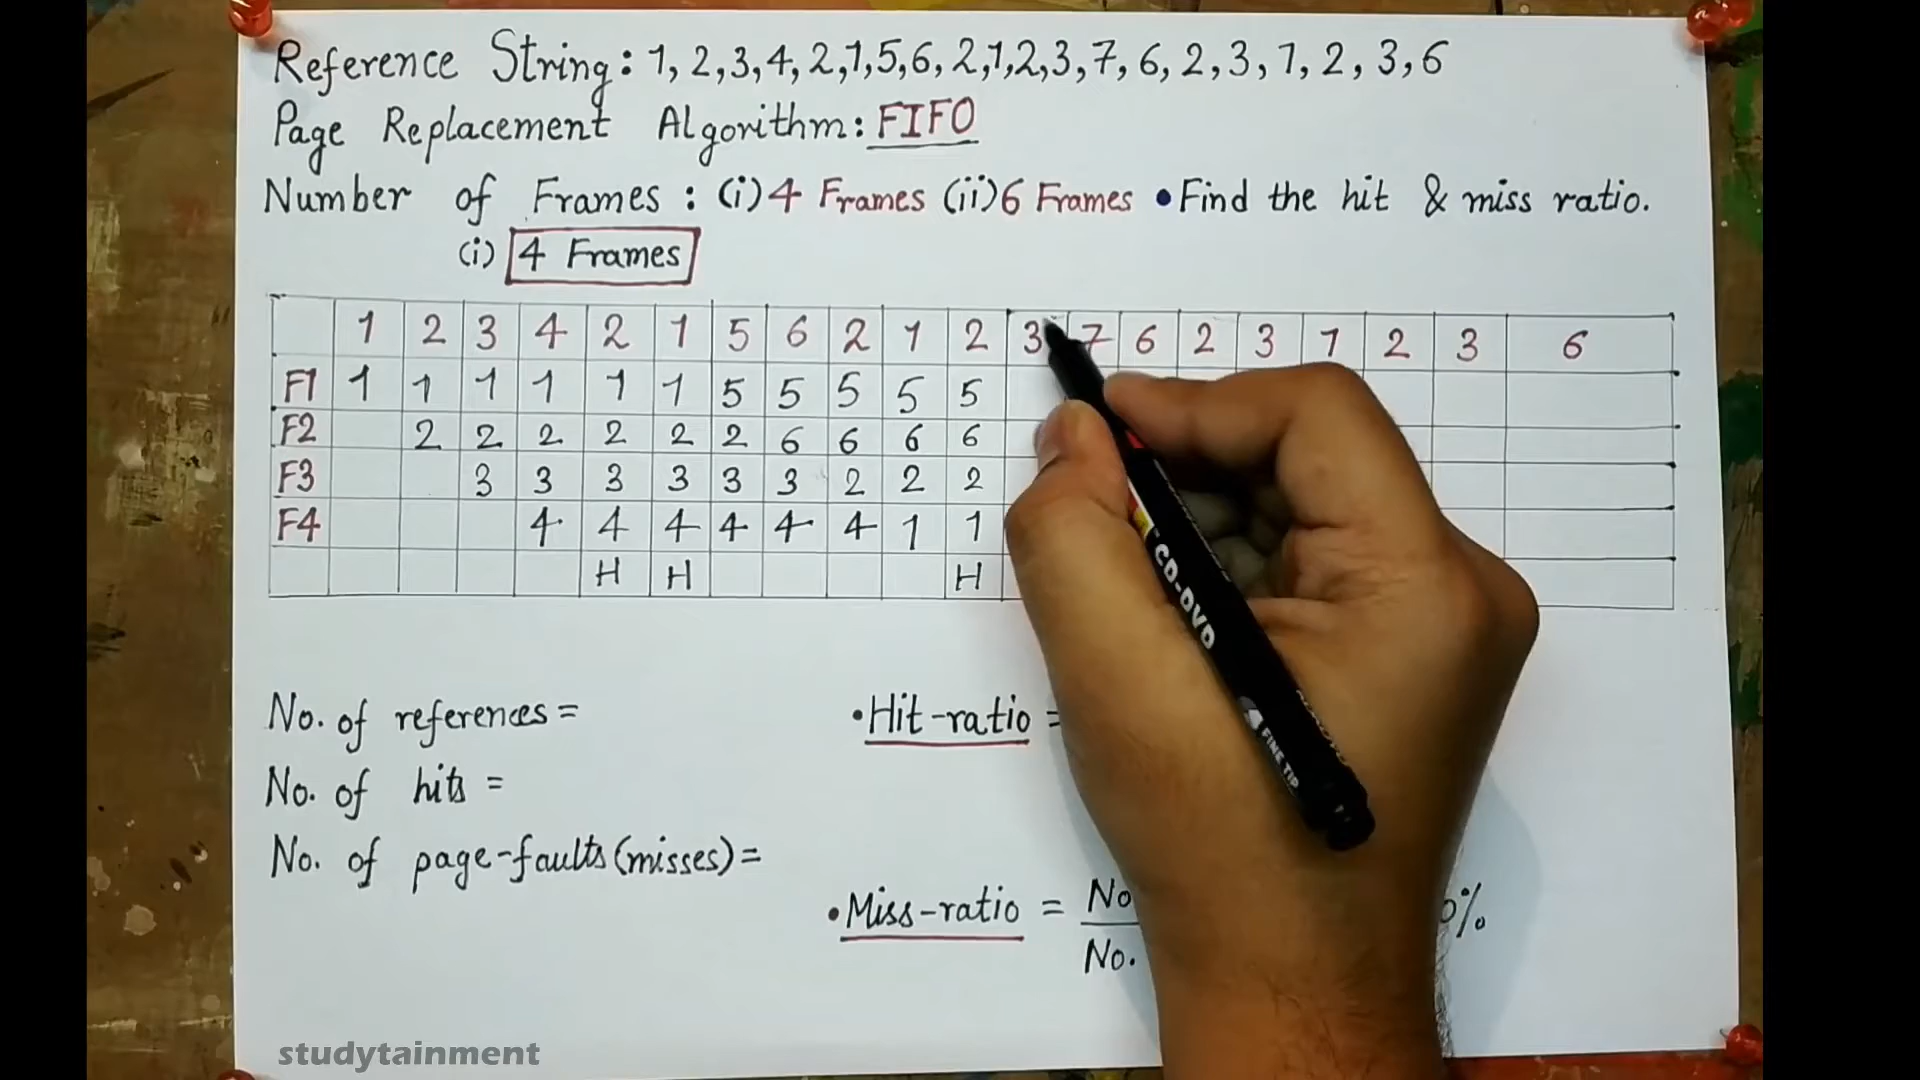 Reference String: 1, 2, 3, 4, 2, 1, 5, 6, 2, 1, 2, 3, 7, 6, 2, 3, 1, 2, 3, 6
Page Replacement Algorithm: FIFO
Number of Frames: (i) 4 Frames (ii) 6 Frames • Find the hit & miss ratio.
(i) 4 Frames
1 2 3 4 2 1 5 6 2 1 2 3 7 6 2 3 1 2 3 6
F1 1 1 1 1 1 1 5 5 5 5 5
F2 2 2 2 2 2 2 6 6 6 6
F3 3 3 3 3 3 3 2 2 2
F4 4 4 4 4 4 4 1 1
H H H
No. of references =
• Hit-ratio =
No. of hits =
No. of page-faults (misses) =
• Miss-ratio = No
No.
%
CD-DVD
FINE TIP
studytainment